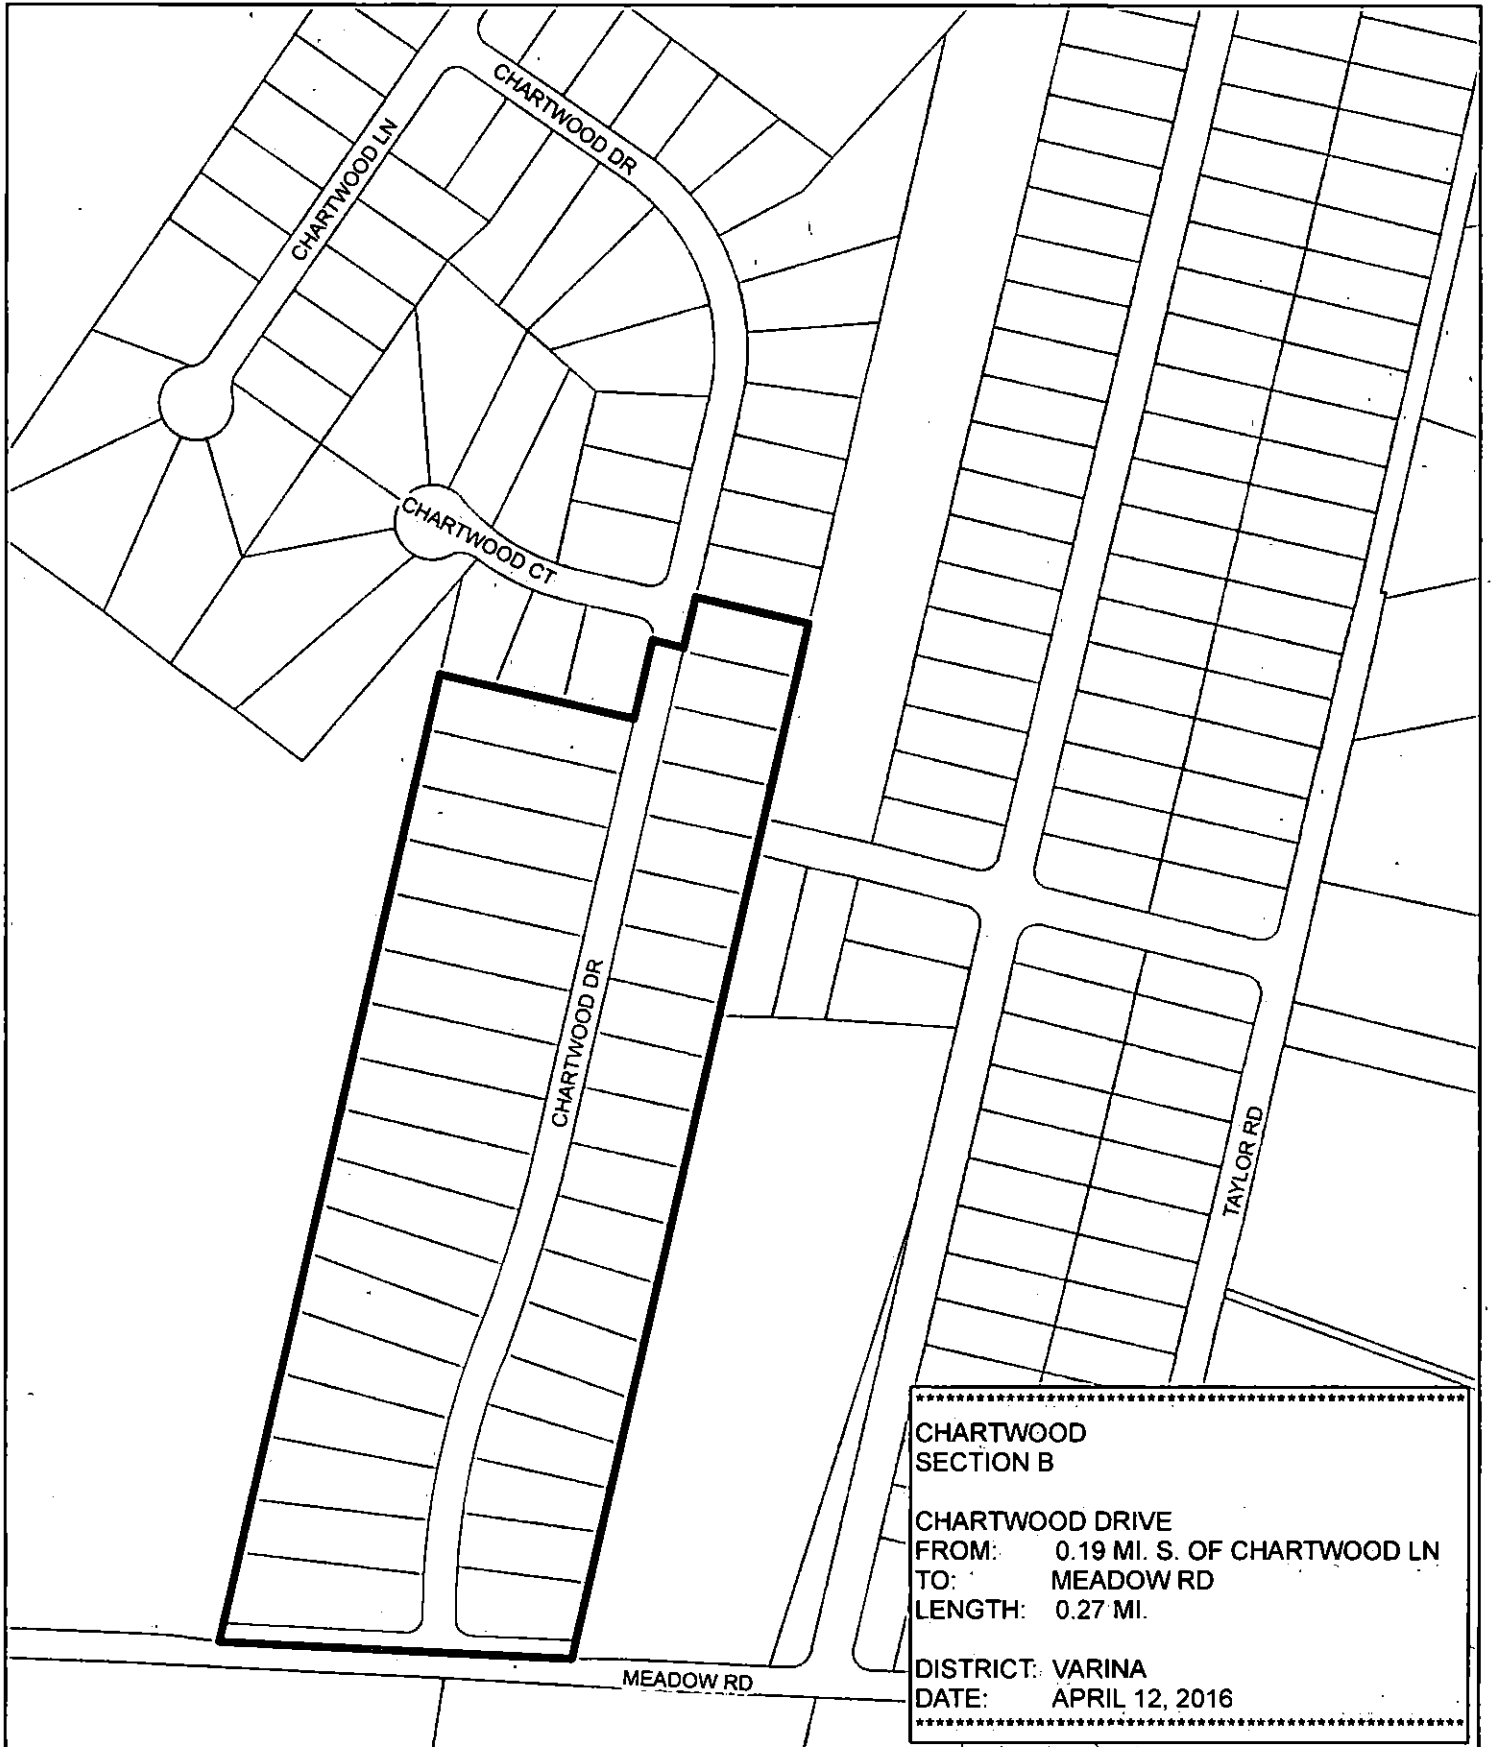 CHARTWOOD DR
CHARTWOOD LN
CHARTWOOD CT
CHARTWOOD DR
TAYLOR RD
MEADOW RD
************************************************************
CHARTWOOD
SECTION B
CHARTWOOD DRIVE
FROM: 0.19 MI. S. OF CHARTWOOD LN
TO: MEADOW RD
LENGTH: 0.27 MI.
DISTRICT: VARINA
DATE: APRIL 12, 2016
************************************************************